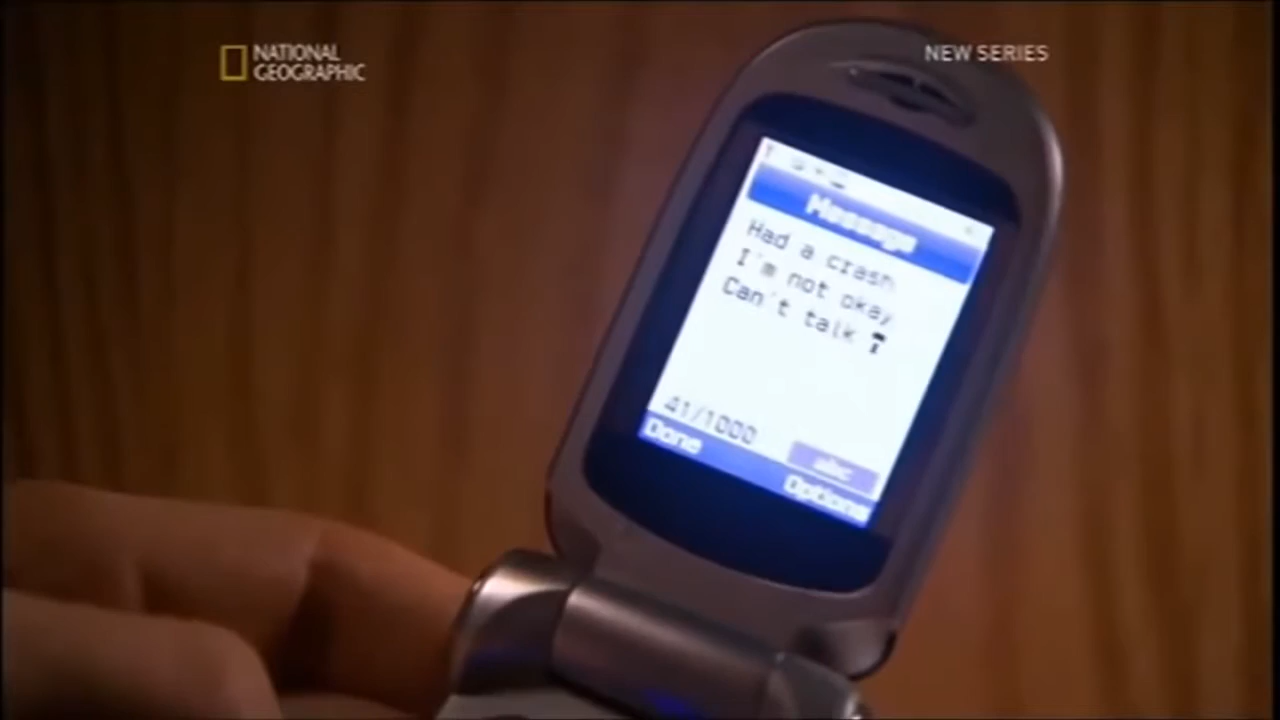 NATIONAL
GEOGRAPHIC
NEW SERIES
Message
Had a crash
I'm not okay
Can't talk
41/1000
Done
abc
Options